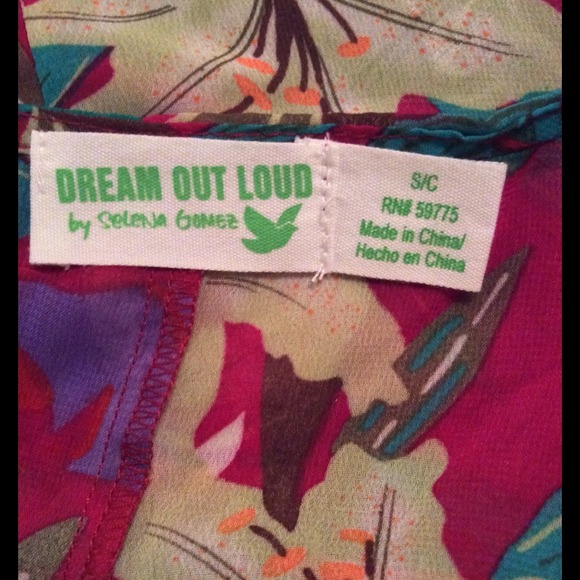 DREAM OUT LOUD
by SELENA GOMEZ
S/C
RN# 59775
Made in China/
Hecho en China